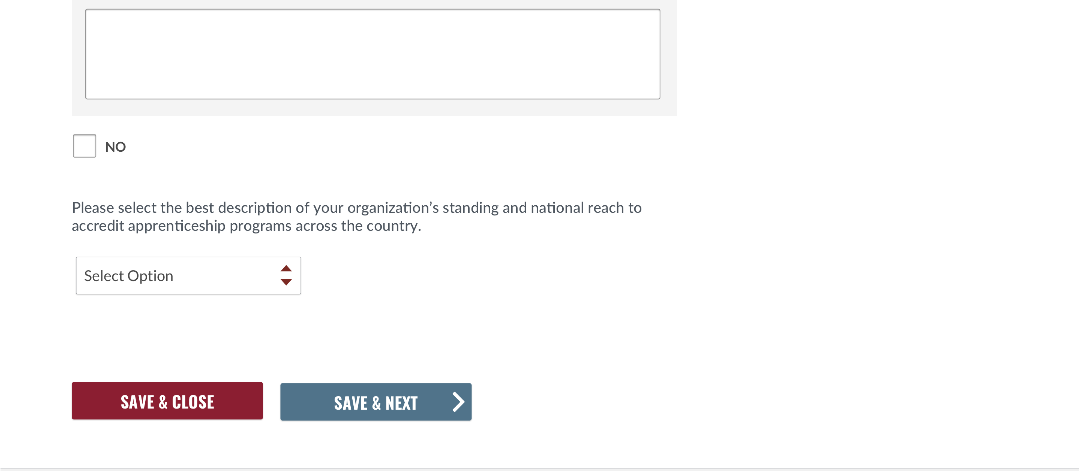 NO
Please select the best description of your organization's standing and national reach to
accredit apprenticeship programs across the country.
Select Option
SAVE & CLOSE
SAVE & NEXT